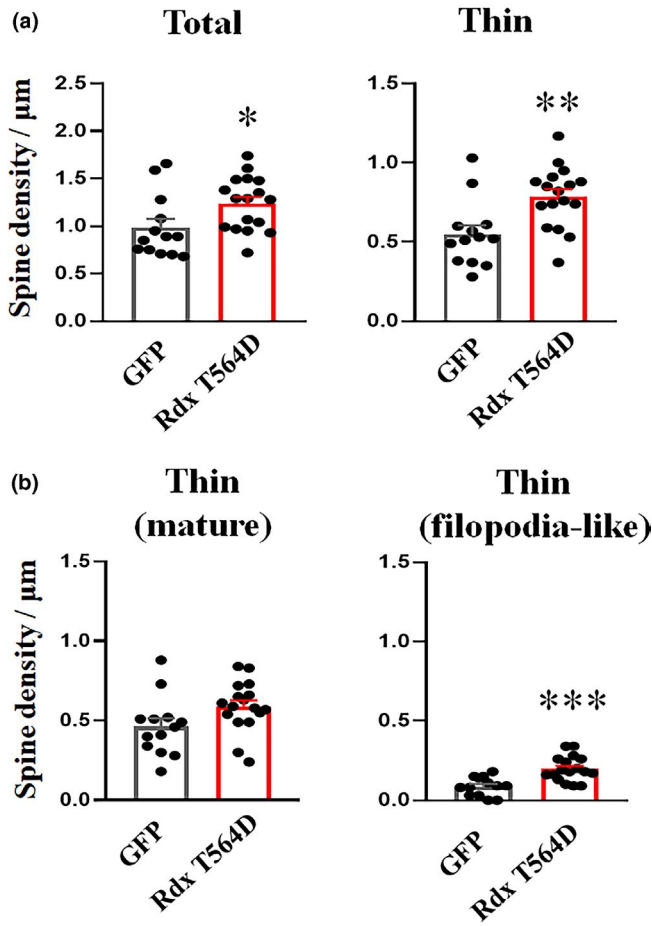 (a)
Total
Thin
Spine density / μm
2.5
2.0
1.5
1.0
0.5
0.0
*
GFP
Rdx T564D
1.5
1.0
0.5
0.0
**
GFP
Rdx T564D
(b)
Thin
(mature)
Thin
(filopodia-like)
Spine density / μm
1.5
1.0
0.5
0.0
GFP
Rdx T564D
1.5
1.0
0.5
0.0
***
GFP
Rdx T564D